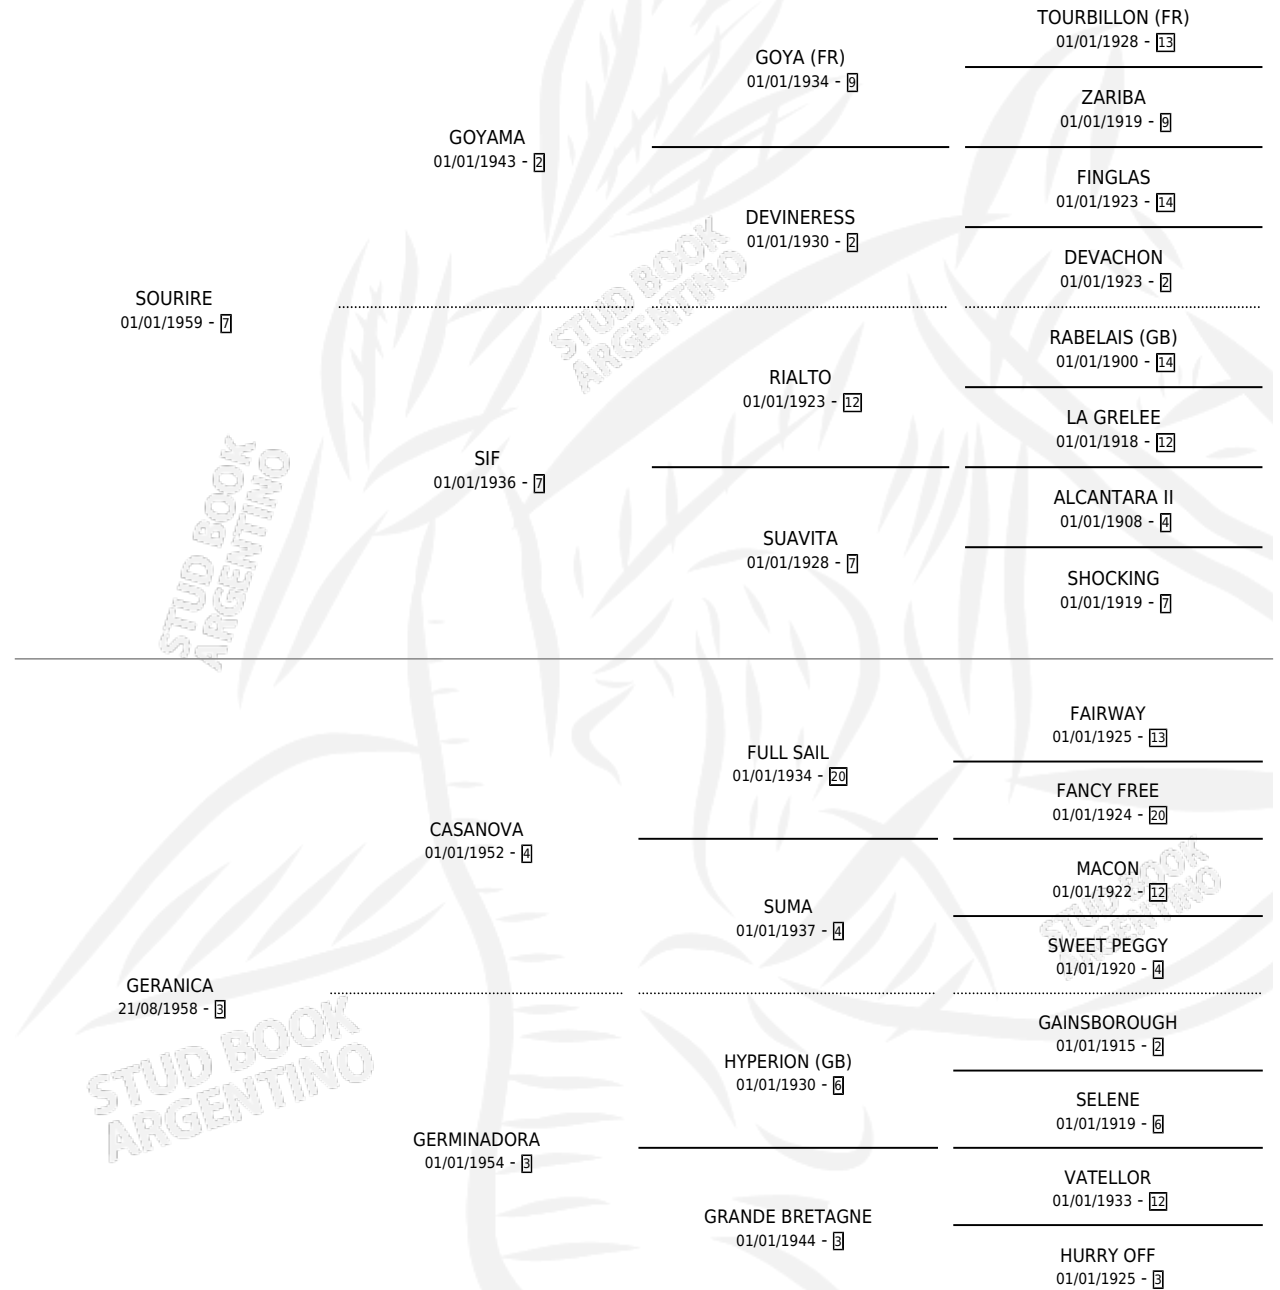 TOURBILLON (FR)
01/01/1928 - 13
GOYA (FR)
01/01/1934 - 9
ZARIBA
01/01/1919 - 9
GOYAMA
01/01/1943 - 2
FINGLAS
01/01/1923 - 14
DEVINERESS
01/01/1930 - 2
DEVACHON
01/01/1923 - 2
SOURIRE
01/01/1959 - 7
RABELAIS (GB)
01/01/1900 - 14
RIALTO
01/01/1923 - 12
LA GRELEE
01/01/1918 - 12
SIF
01/01/1936 - 7
ALCANTARA II
01/01/1908 - 4
SUAVITA
01/01/1928 - 7
SHOCKING
01/01/1919 - 7
FAIRWAY
01/01/1925 - 13
FULL SAIL
01/01/1934 - 20
FANCY FREE
01/01/1924 - 20
CASANOVA
01/01/1952 - 4
MACON
01/01/1922 - 12
SUMA
01/01/1937 - 4
SWEET PEGGY
01/01/1920 - 4
GERANICA
21/08/1958 - 3
GAINSBOROUGH
01/01/1915 - 2
HYPERION (GB)
01/01/1930 - 6
SELENE
01/01/1919 - 6
GERMINADORA
01/01/1954 - 3
VATELLOR
01/01/1933 - 12
GRANDE BRETAGNE
01/01/1944 - 3
HURRY OFF
01/01/1925 - 3
STUD BOOK
ARGENTINO
STUD BOOK
ARGENTINO
STUD BOOK
ARGENTINO
STUD BOOK
ARGENTINO